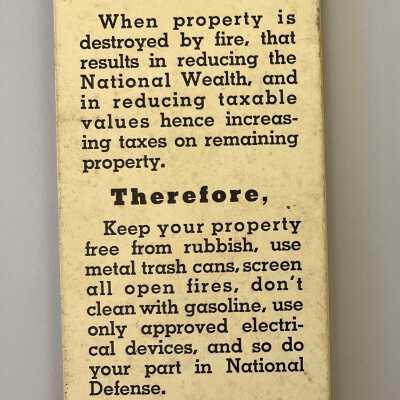 When property is
destroyed by fire, that
results in reducing the
National Wealth, and
in reducing taxable
values hence increas-
ing taxes on remaining
property.
Therefore,
Keep your property
free from rubbish, use
metal trash cans, screen
all open fires, don't
clean with gasoline, use
only approved electri-
cal devices, and so do
your part in National
Defense.